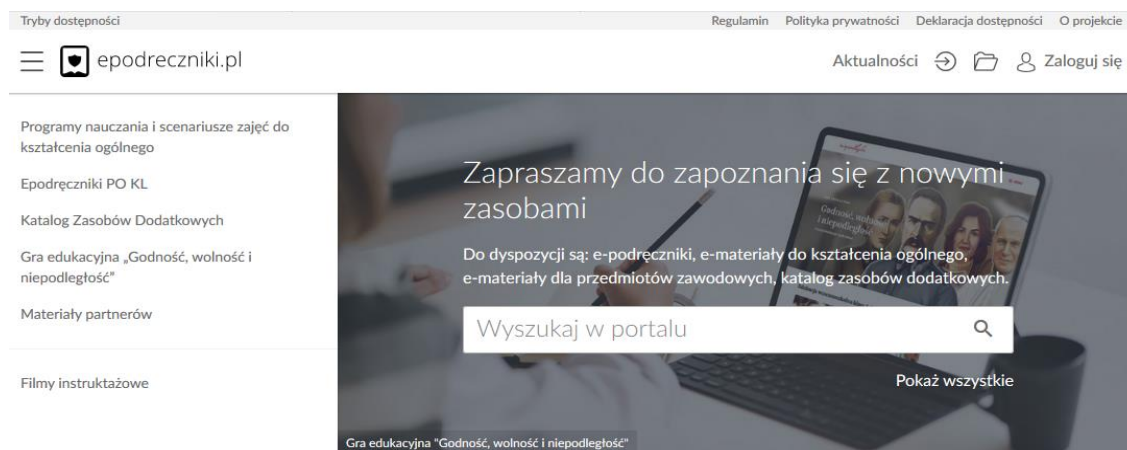 Tryby dostępności
Regulamin Polityka prywatności Deklaracja dostępności O projekcie
epodreczniki.pl
Aktualności Zaloguj się
Programy nauczania i scenariusze zajęć do
kształcenia ogólnego
Epodręczniki PO KL
Katalog Zasobów Dodatkowych
Gra edukacyjna „Godność, wolność i
niepodległość”
Materiały partnerów
Filmy instruktażowe
Zapraszamy do zapoznania się z nowymi
zasobami
Do dyspozycji są: e-podręczniki, e-materiały do kształcenia ogólnego,
e-materiały dla przedmiotów zawodowych, katalog zasobów dodatkowych.
Wyszukaj w portalu
Pokaż wszystkie
Gra edukacyjna "Godność, wolność i niepodległość"
Godność, wolność
i niepodległość